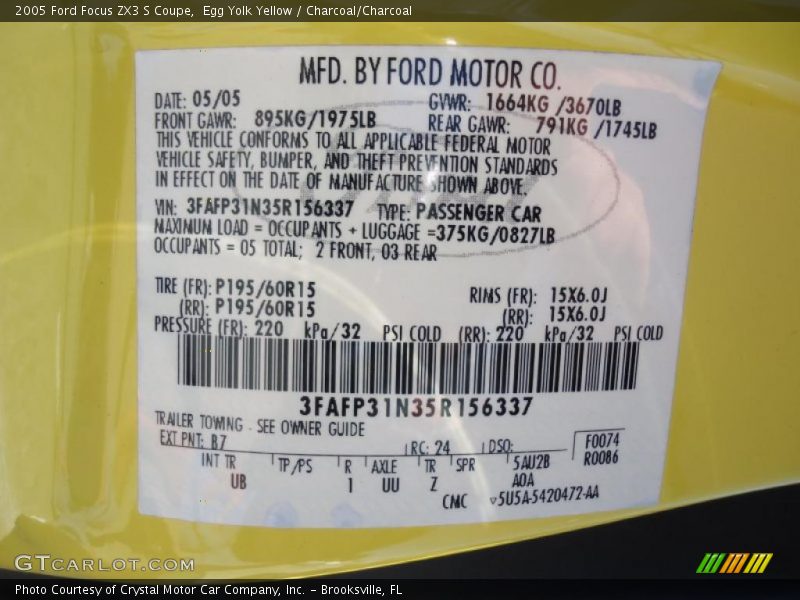 2005 Ford Focus ZX3 S Coupe,  Egg Yolk Yellow / Charcoal/Charcoal
MFD. BY FORD MOTOR CO.
DATE: 05/05 GVWR: 1664KG /3670LB
FRONT GAWR: 895KG/1975LB REAR GAWR: 791KG /1745LB
THIS VEHICLE CONFORMS TO ALL APPLICABLE FEDERAL MOTOR
VEHICLE SAFETY, BUMPER, AND THEFT PREVENTION STANDARDS
IN EFFECT ON THE DATE OF MANUFACTURE SHOWN ABOVE.
VIN: 3FAFP31N35R156337 TYPE: PASSENGER CAR
MAXIMUM LOAD = OCCUPANTS + LUGGAGE =375KG/0827LB
OCCUPANTS = 05 TOTAL; 2 FRONT, 03 REAR
TIRE (FR): P195/60R15 RIMS (FR): 15X6.0J
(RR): P195/60R15 (RR): 15X6.0J
PRESSURE (FR): 220 kPa/32 PSI COLD (RR): 220 kPa/32 PSI COLD
3FAFP31N35R156337
TRAILER TOWING - SEE OWNER GUIDE
EXT PNT: B7 RC: 24 DSO: F0074
R0086
INT TR TP/PS R AXLE TR SPR 5AU2B
UB 1 UU Z A0A
CMC ▽5U5A-5420472-AA
GTCARLOT.COM
Photo Courtesy of Crystal Motor Car Company, Inc. – Brooksville, FL